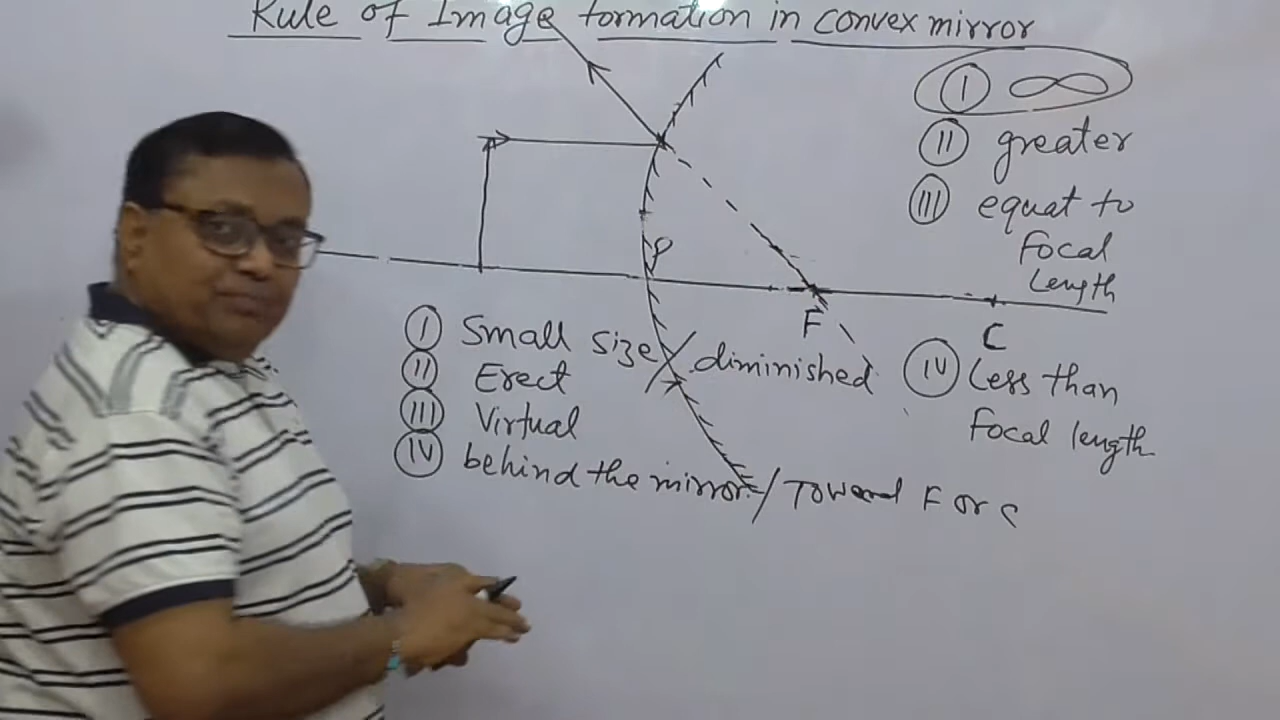 Rule of Image formation in convex mirror
I ∞
II greater
III equat to
Focal
Length
P
F
C
I Small size / diminished
II Erect
III Virtual
IV behind the mirror / Toward F or C
IV Less than
Focal length